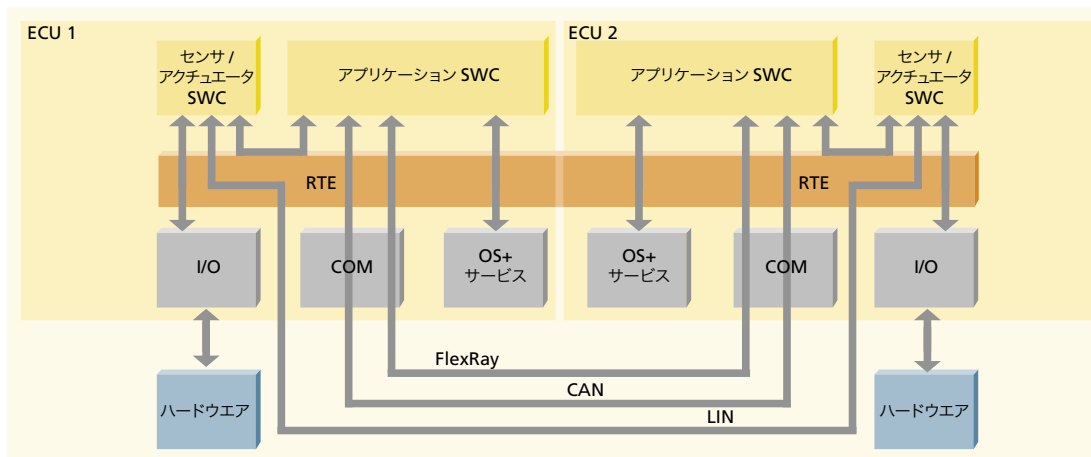 ECU 1
センサ /
アクチュエータ
SWC
アプリケーション SWC
ECU 2
アプリケーション SWC
センサ /
アクチュエータ
SWC
RTE
RTE
I/O
COM
OS+
サービス
OS+
サービス
COM
I/O
FlexRay
CAN
LIN
ハードウエア
ハードウエア